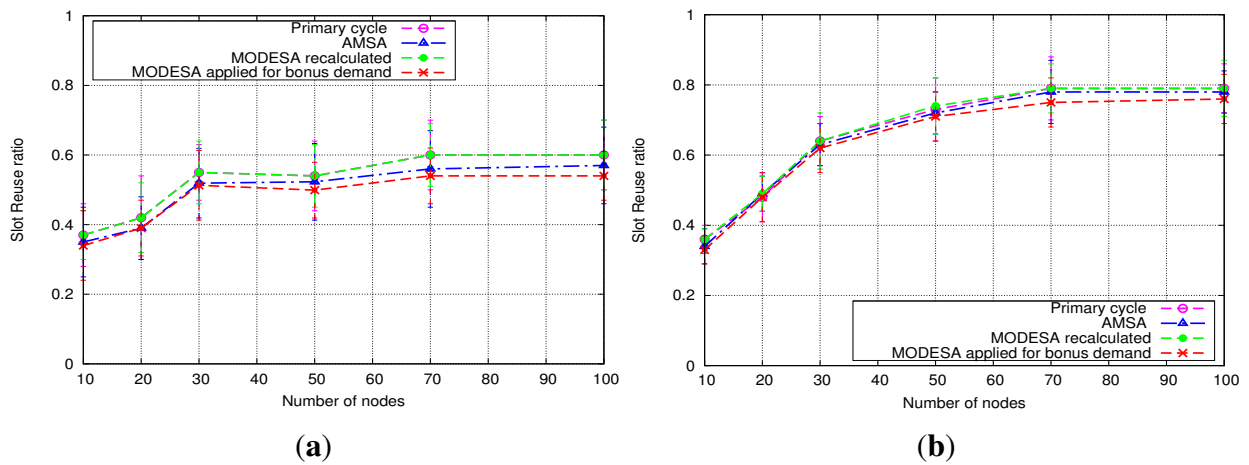 1
0.8
0.6
0.4
0.2
0
Slot Reuse ratio
Primary cycle
AMSA
MODESA recalculated
MODESA applied for bonus demand
10 20 30 40 50 60 70 80 90 100
Number of nodes
(a)
1
0.8
0.6
0.4
0.2
0
Slot Reuse ratio
Primary cycle
AMSA
MODESA recalculated
MODESA applied for bonus demand
10 20 30 40 50 60 70 80 90 100
Number of nodes
(b)